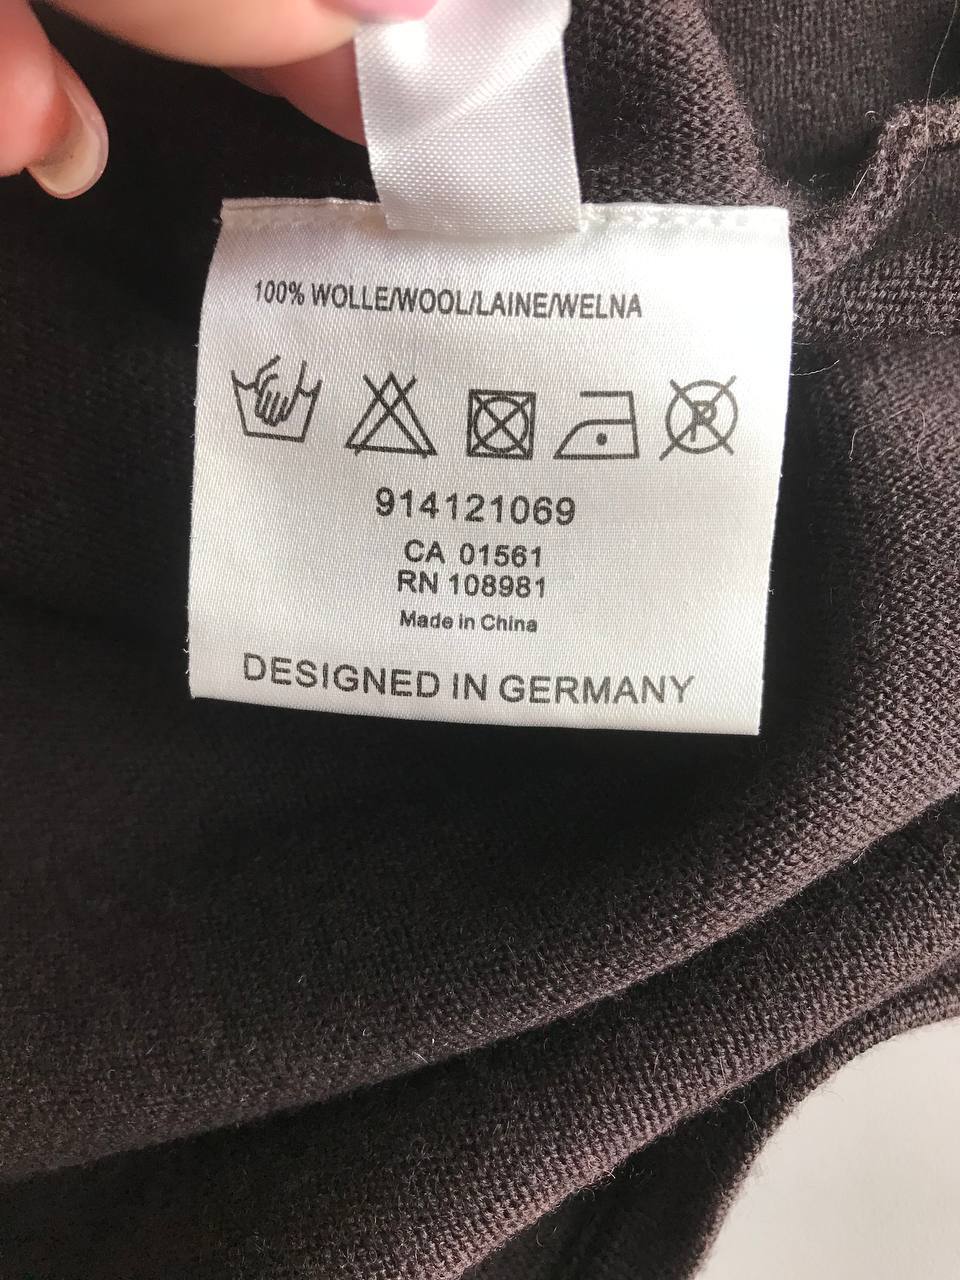 100% WOLLE/WOOL/LAINE/WELNA
P
914121069
CA 01561
RN 108981
Made in China
DESIGNED IN GERMANY